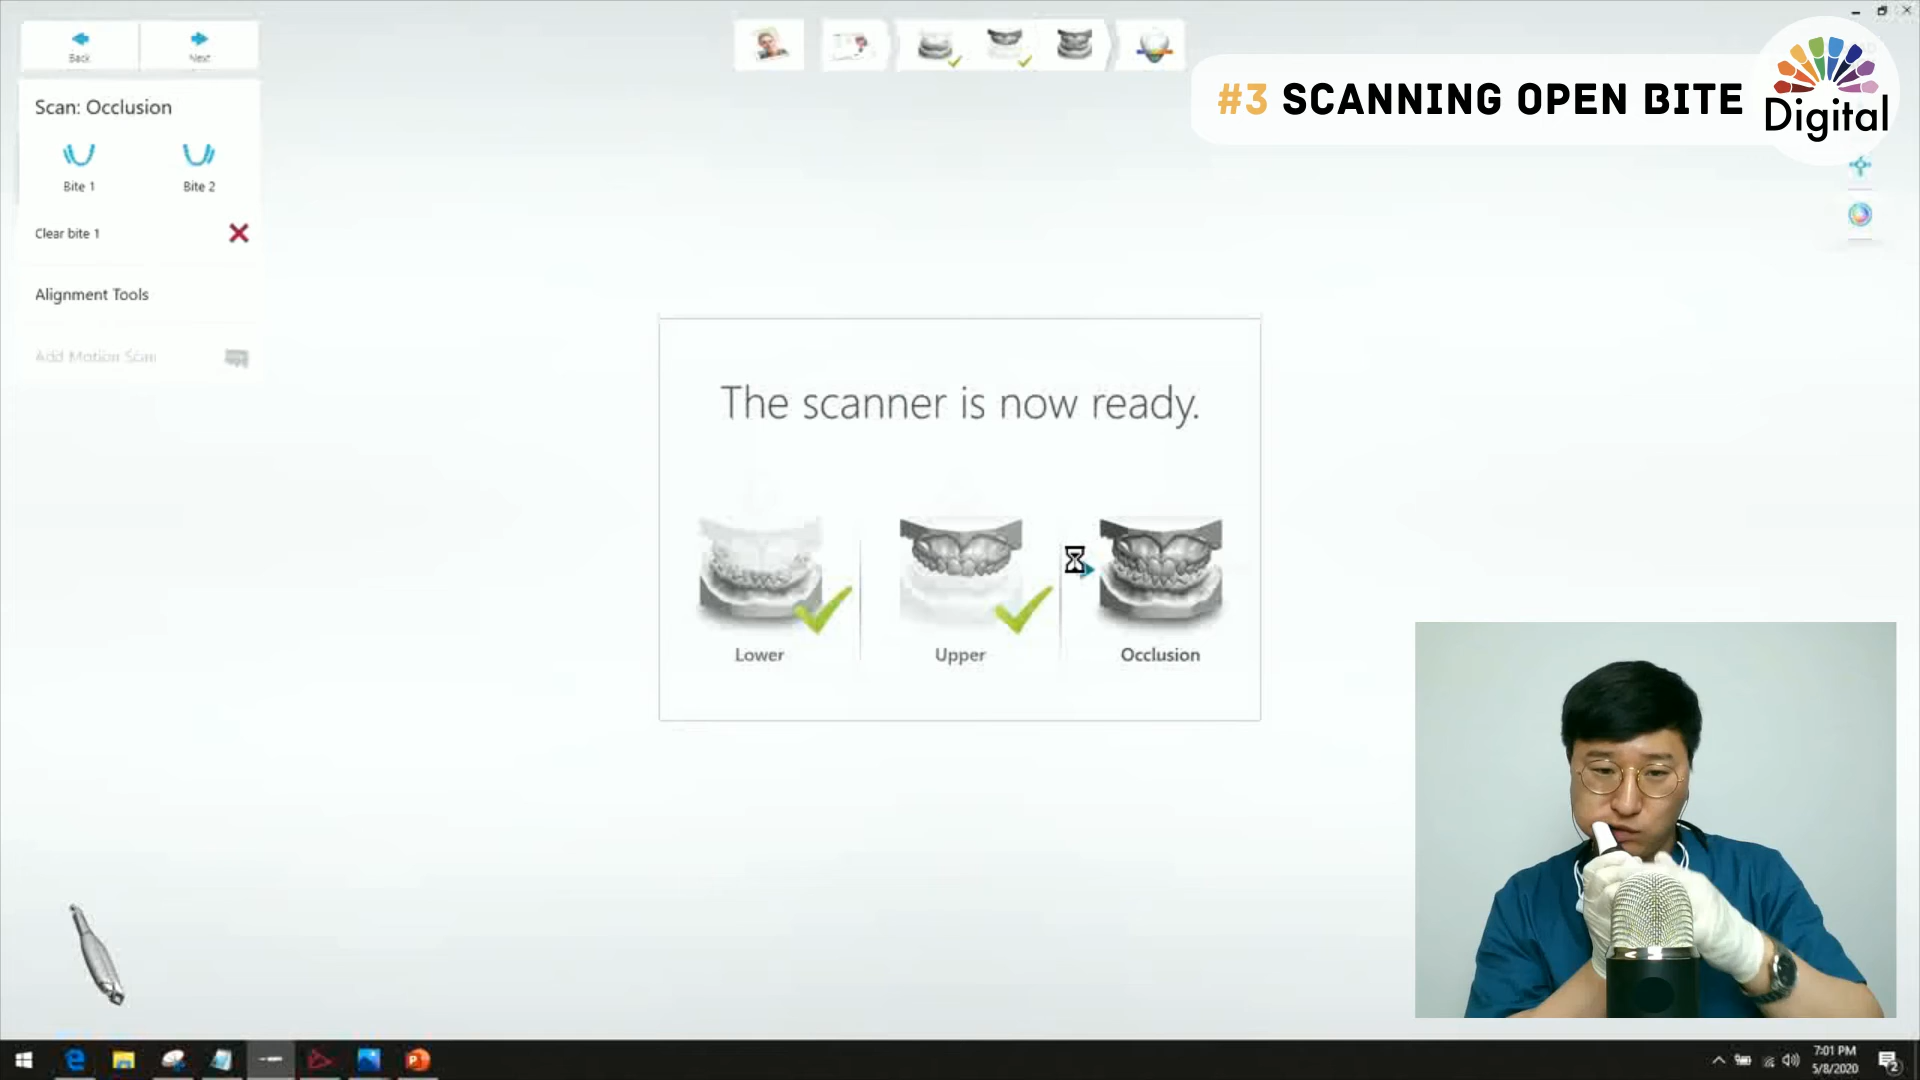 Back
Next
#3 SCANNING OPEN BITE
Digital
Scan: Occlusion
Bite 1
Bite 2
Clear bite 1
Alignment Tools
Add Motion Scan
The scanner is now ready.
Lower
Upper
Occlusion
7:01 PM
5/8/2020
2